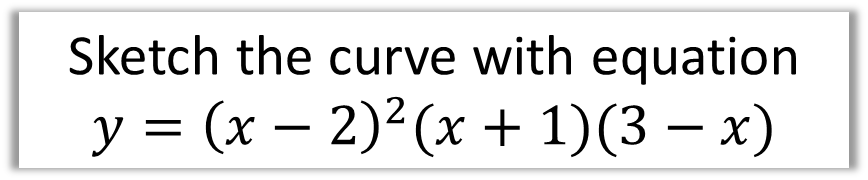 Sketch the curve with equation
y = (x − 2)²(x + 1)(3 − x)